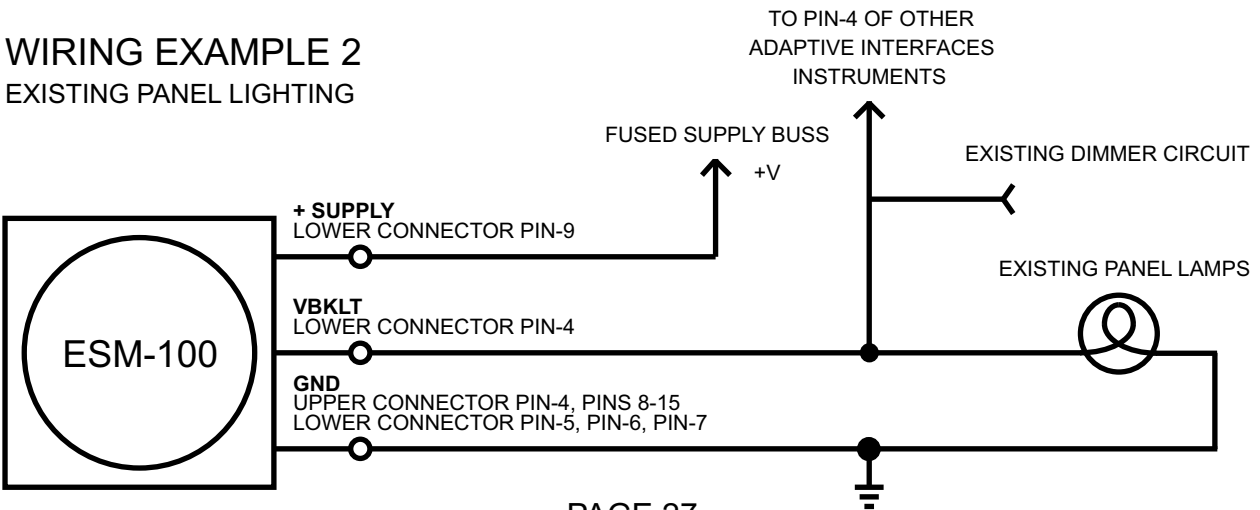 WIRING EXAMPLE 2
EXISTING PANEL LIGHTING
TO PIN-4 OF OTHER
ADAPTIVE INTERFACES
INSTRUMENTS
FUSED SUPPLY BUSS
+V
EXISTING DIMMER CIRCUIT
+ SUPPLY
LOWER CONNECTOR PIN-9
EXISTING PANEL LAMPS
VBKLT
LOWER CONNECTOR PIN-4
ESM-100
GND
UPPER CONNECTOR PIN-4, PINS 8-15
LOWER CONNECTOR PIN-5, PIN-6, PIN-7
PAGE 27